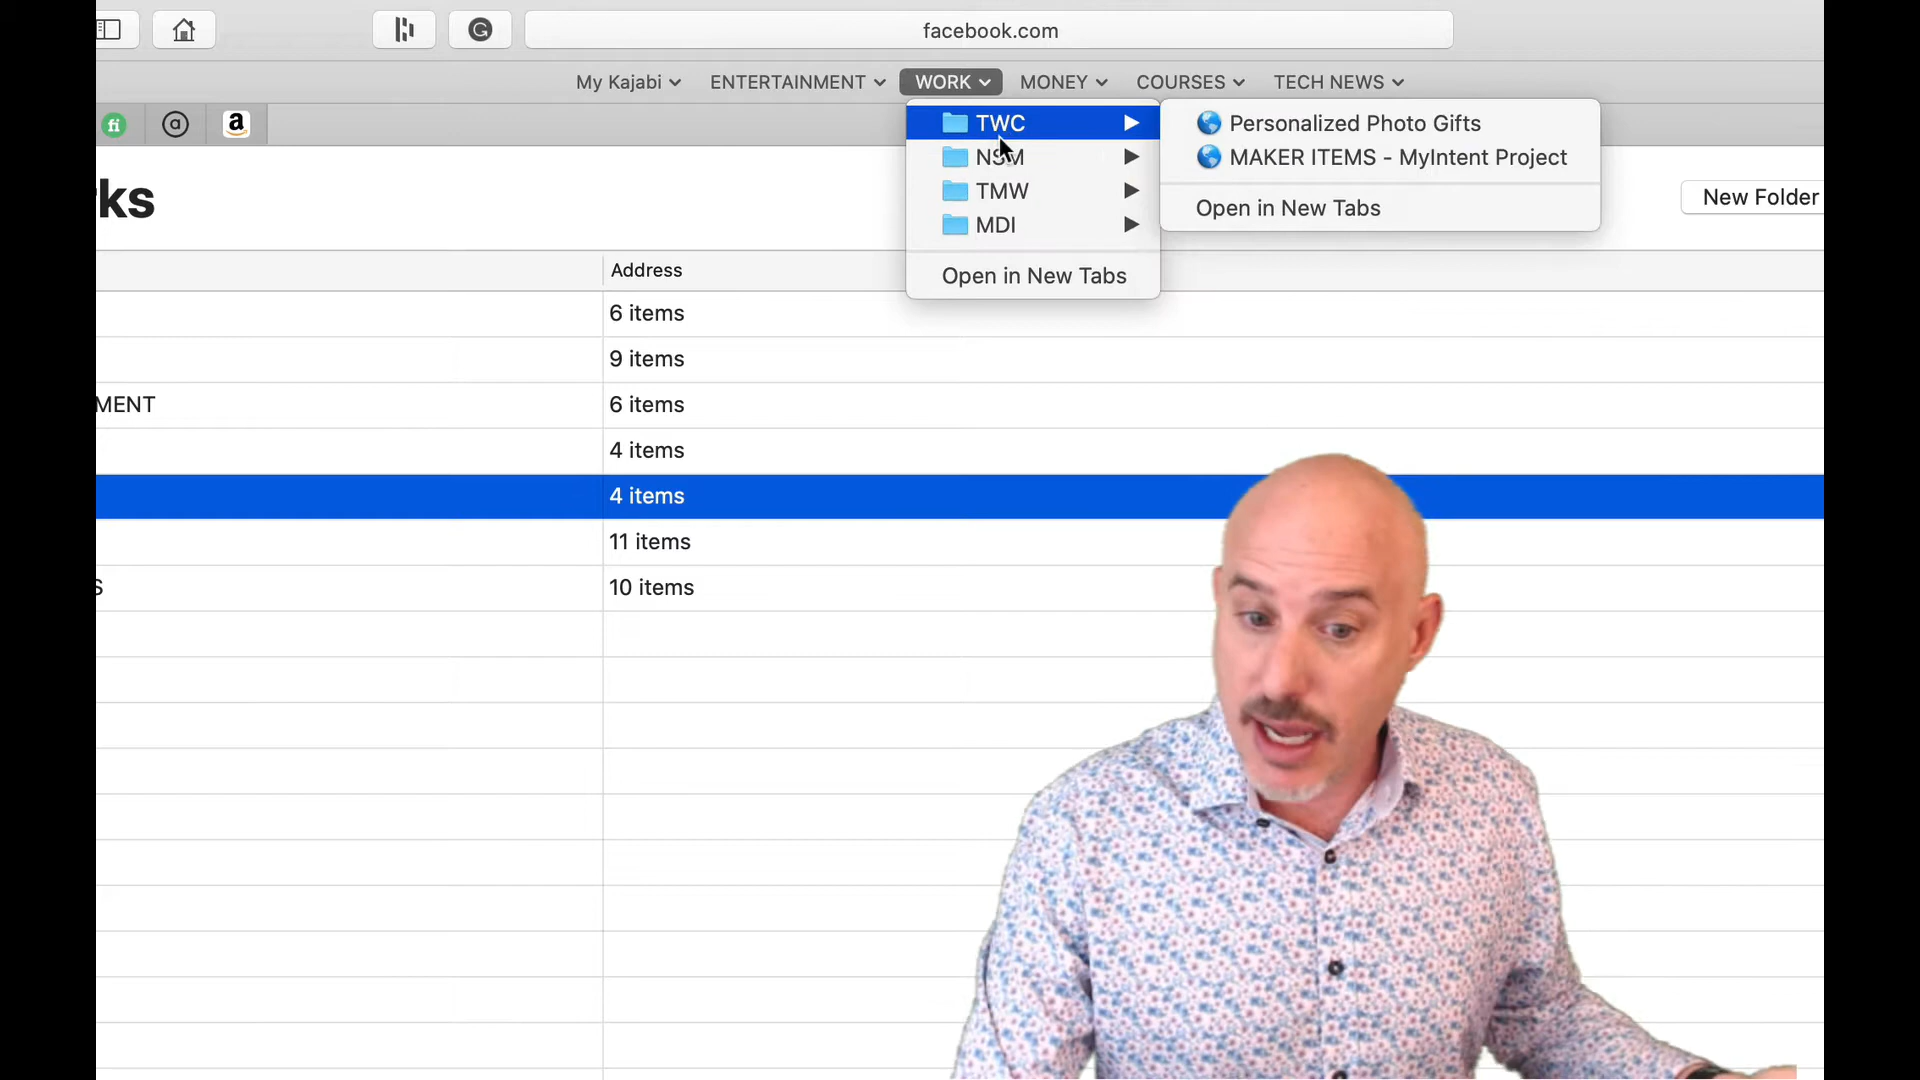 facebook.com
My Kajabi
ENTERTAINMENT
WORK
MONEY
COURSES
TECH NEWS
fi
a
a
TWC
NSM
TMW
MDI
Open in New Tabs
Personalized Photo Gifts
MAKER ITEMS - MyIntent Project
Open in New Tabs
rks
New Folder
Address
6 items
9 items
MENT
6 items
4 items
4 items
11 items
S
10 items